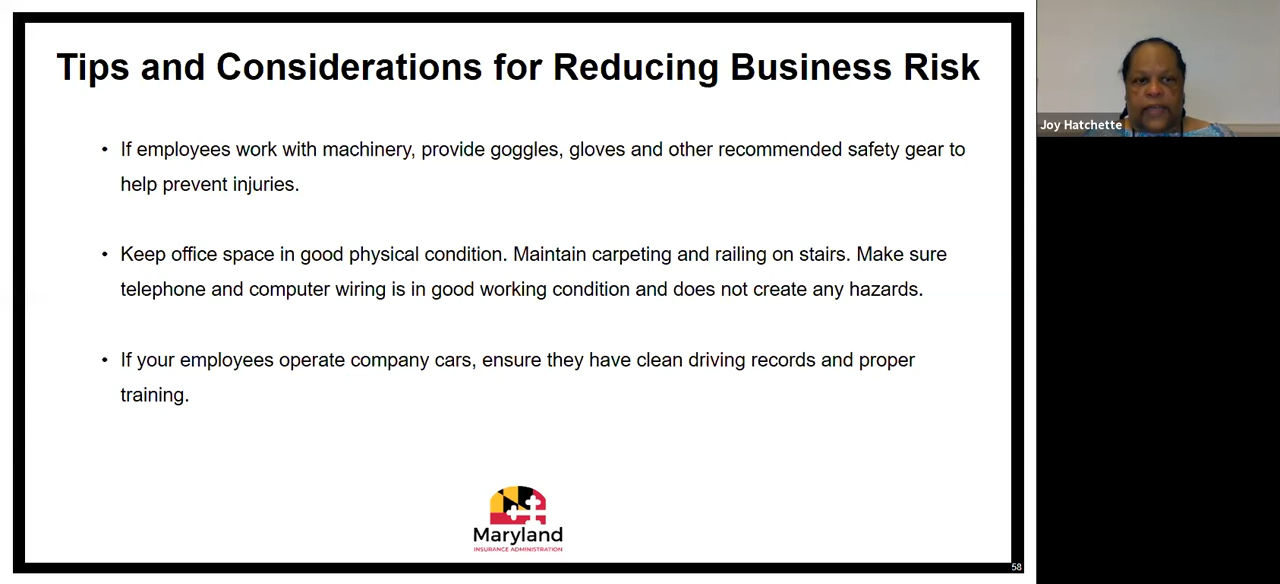 Tips and Considerations for Reducing Business Risk
• If employees work with machinery, provide goggles, gloves and other recommended safety gear to
help prevent injuries.
• Keep office space in good physical condition. Maintain carpeting and railing on stairs. Make sure
telephone and computer wiring is in good working condition and does not create any hazards.
• If your employees operate company cars, ensure they have clean driving records and proper
training.
Maryland
INSURANCE ADMINISTRATION
58
Joy Hatchette